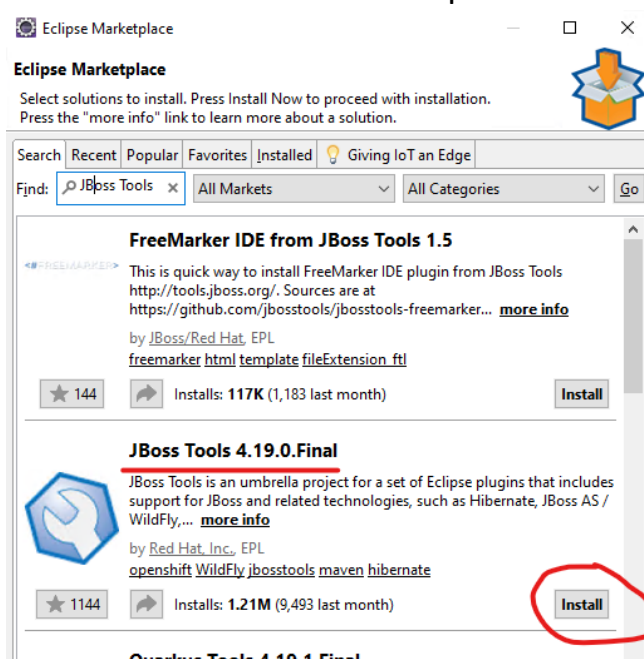 Eclipse Marketplace
Eclipse Marketplace
Select solutions to install. Press Install Now to proceed with installation.
Press the "more info" link to learn more about a solution.
Search Recent Popular Favorites Installed Giving IoT an Edge
Find: JBoss Tools × All Markets All Categories Go
FreeMarker IDE from JBoss Tools 1.5
<#FREEMARKER>
This is quick way to install FreeMarker IDE plugin from JBoss Tools
http://tools.jboss.org/. Sources are at
https://github.com/jbosstools/jbosstools-freemarker... more info
by JBoss/Red Hat, EPL
freemarker html template fileExtension_ftl
144 Installs: 117K (1,183 last month) Install
JBoss Tools 4.19.0.Final
JBoss Tools is an umbrella project for a set of Eclipse plugins that includes
support for JBoss and related technologies, such as Hibernate, JBoss AS /
WildFly,... more info
by Red Hat, Inc., EPL
openshift WildFly jbosstools maven hibernate
1144 Installs: 1.21M (9,493 last month) Install
Quarkus Tools 4.19.1.Final